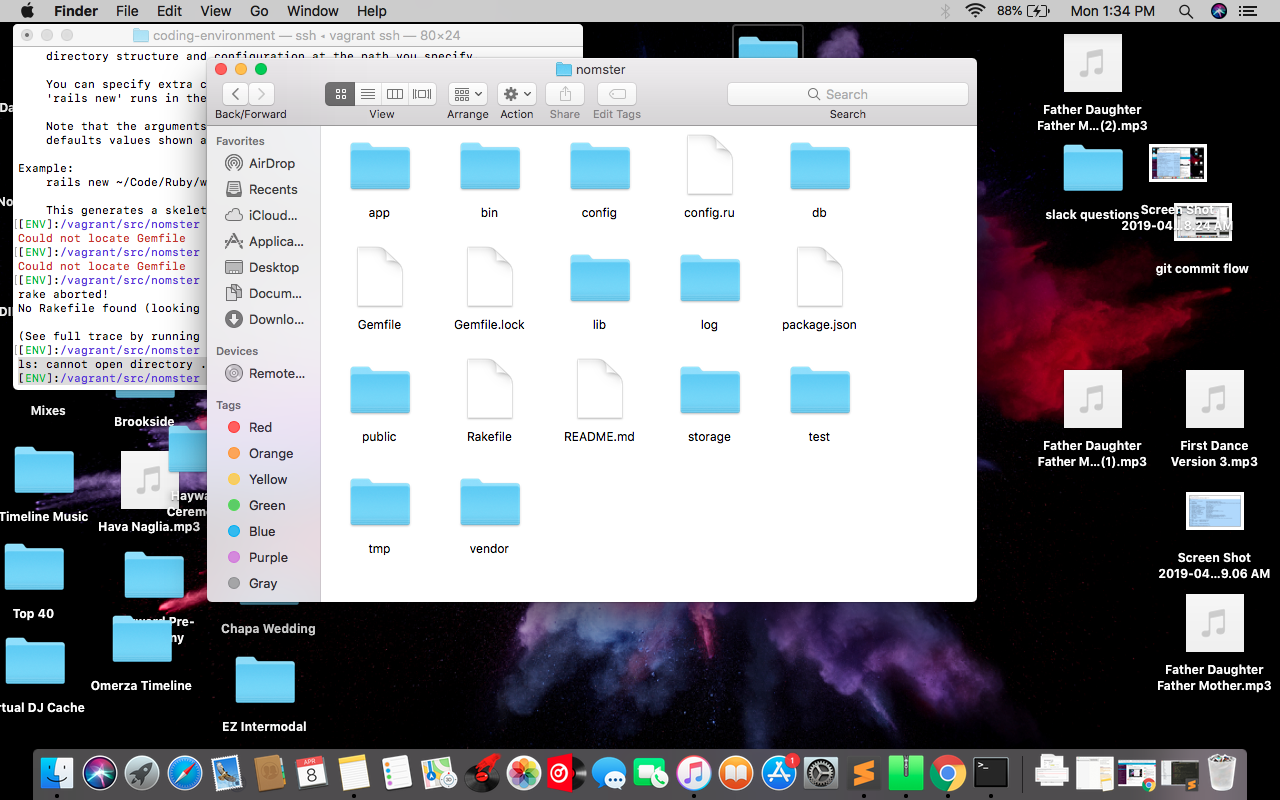 Finder File Edit View Go Window Help 88% Mon 1:34 PM
coding-environment — ssh ◂ vagrant ssh — 80×24
directory structure and configuration at the path you specify
You can specify extra c
'rails new' runs in the
Note that the arguments
defaults values shown a
Example:
rails new ~/Code/Ruby/w
This generates a skelet
[[ENV]:/vagrant/src/nomster
Could not locate Gemfile
[[ENV]:/vagrant/src/nomster
Could not locate Gemfile
[[ENV]:/vagrant/src/nomster
rake aborted!
No Rakefile found (looking
(See full trace by running
[[ENV]:/vagrant/src/nomster
ls: cannot open directory .
[ENV]:/vagrant/src/nomster
nomster
Search
Back/Forward View Arrange Action Share Edit Tags Search
Favorites
AirDrop
Recents
iCloud...
Applica...
Desktop
Docum...
Downlo...
Devices
Remote...
Tags
Red
Orange
Yellow
Green
Blue
Purple
Gray
app bin config config.ru db
Gemfile Gemfile.lock lib log package.json
public Rakefile README.md storage test
tmp vendor
Father Daughter
Father M...(2).mp3
slack questions
Screen Shot
2019-04...8.24 AM
git commit flow
Father Daughter
Father M...(1).mp3
First Dance
Version 3.mp3
Screen Shot
2019-04...9.06 AM
Father Daughter
Father Mother.mp3
Mixes
Brookside
Timeline Music
Hava Naglia.mp3
Haywa
Cerem
Top 40
Pre-
ny
Chapa Wedding
Omerza Timeline
rtual DJ Cache
EZ Intermodal
APR
8
1